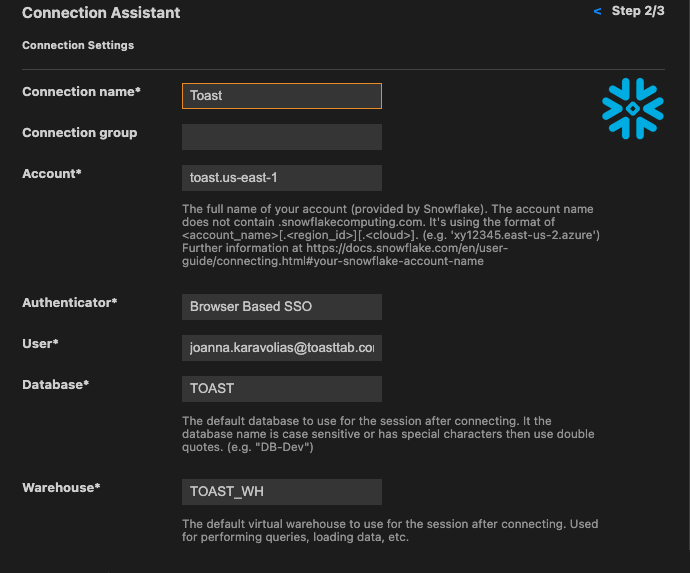 Connection Assistant
< Step 2/3
Connection Settings
Connection name*
Toast
Connection group
Account*
toast.us-east-1
The full name of your account (provided by Snowflake). The account name
does not contain .snowflakecomputing.com. It's using the format of
<account_name>[.<region_id>][.<cloud>]. (e.g. 'xy12345.east-us-2.azure')
Further information at https://docs.snowflake.com/en/user-
guide/connecting.html#your-snowflake-account-name
Authenticator*
Browser Based SSO
User*
joanna.karavolias@toasttab.co
Database*
TOAST
The default database to use for the session after connecting. It the
database name is case sensitive or has special characters then use double
quotes. (e.g. "DB-Dev")
Warehouse*
TOAST_WH
The default virtual warehouse to use for the session after connecting. Used
for performing queries, loading data, etc.